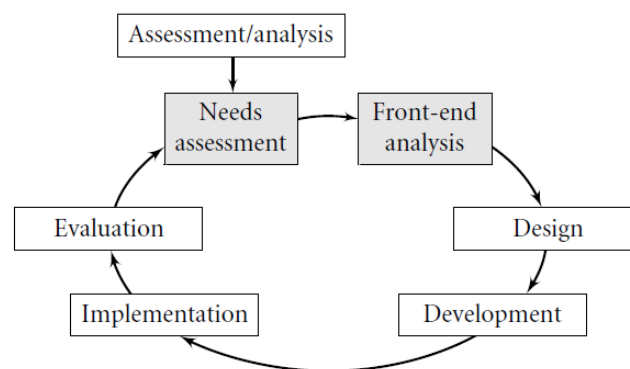 Assessment/analysis
Needs
assessment
Front-end
analysis
Evaluation
Design
Implementation
Development